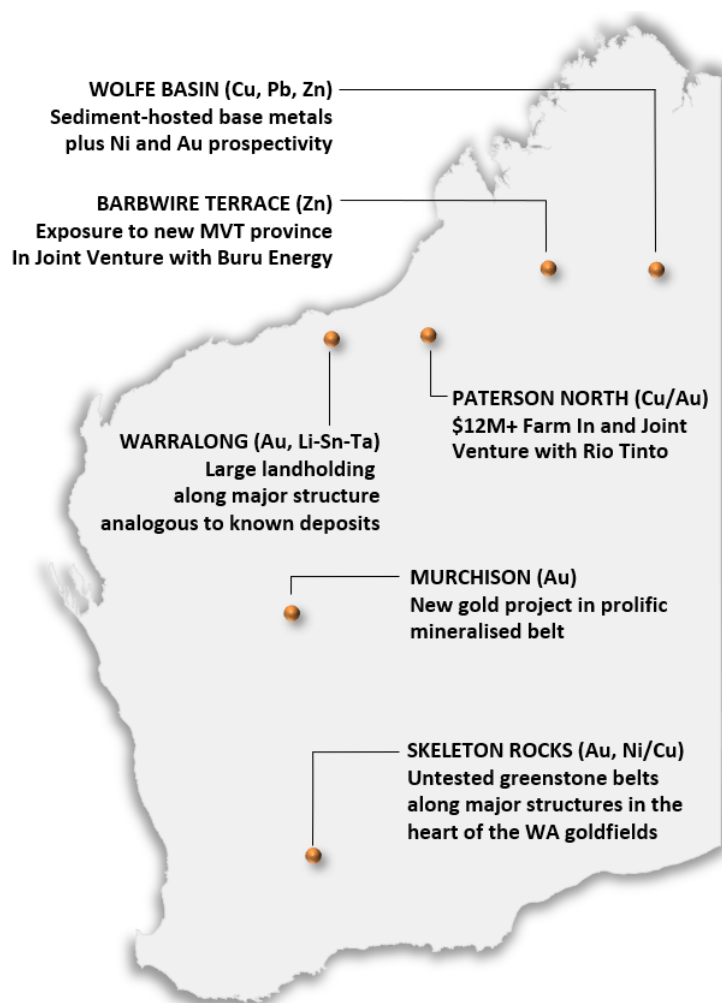 WOLFE BASIN (Cu, Pb, Zn)
Sediment-hosted base metals
plus Ni and Au prospectivity
BARBWIRE TERRACE (Zn)
Exposure to new MVT province
In Joint Venture with Buru Energy
PATERSON NORTH (Cu/Au)
$12M+ Farm In and Joint
Venture with Rio Tinto
WARRALONG (Au, Li-Sn-Ta)
Large landholding
along major structure
analogous to known deposits
MURCHISON (Au)
New gold project in prolific
mineralised belt
SKELETON ROCKS (Au, Ni/Cu)
Untested greenstone belts
along major structures in the
heart of the WA goldfields